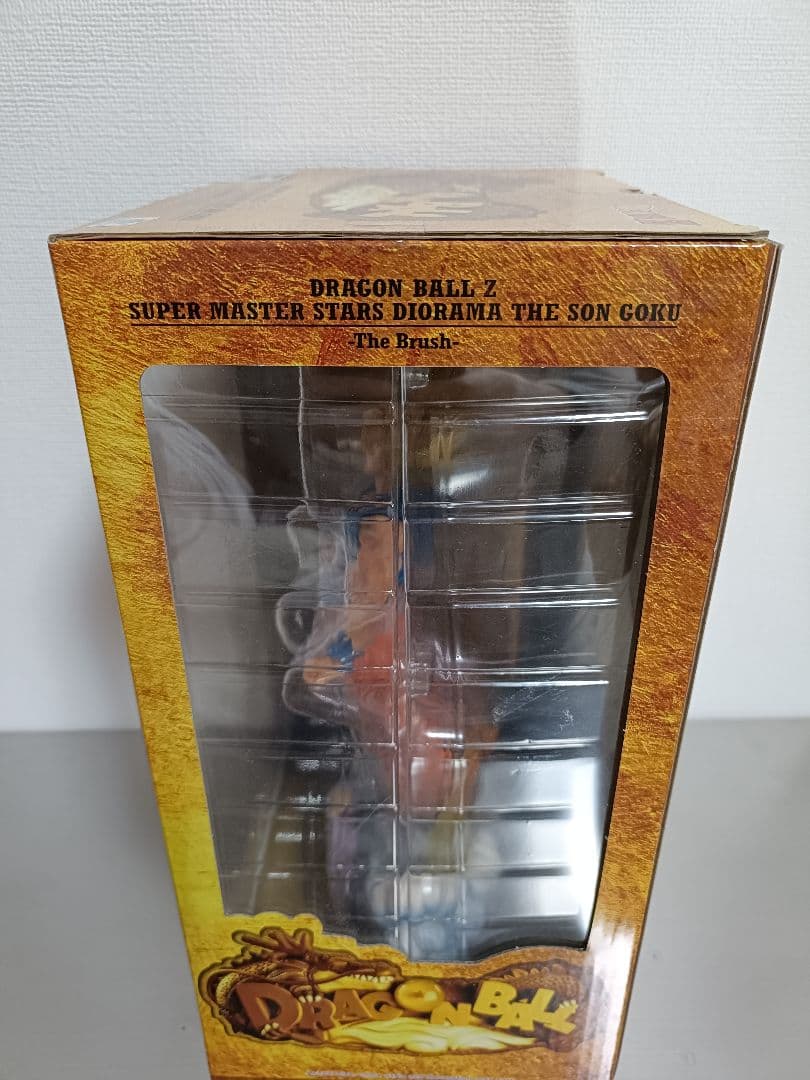 DRAGON BALL Z
SUPER MASTER STARS DIORAMA THE SON GOKU
-The Brush-
DRAGON BALL